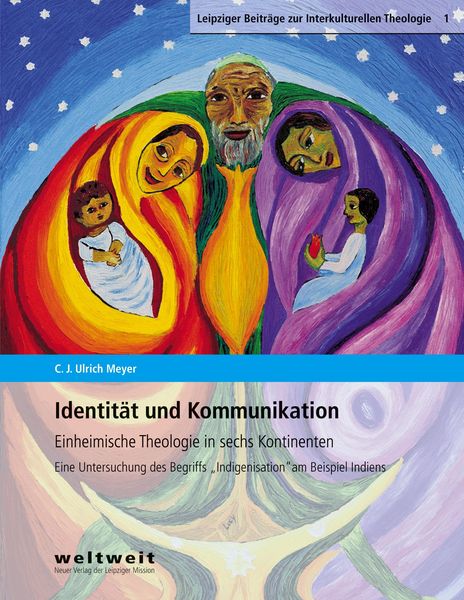 Leipziger Beiträge zur Interkulturellen Theologie 1
C. J. Ulrich Meyer
Identität und Kommunikation
Einheimische Theologie in sechs Kontinenten
Eine Untersuchung des Begriffs „Indigenisation“ am Beispiel Indiens
weltweit
Neuer Verlag der Leipziger Mission